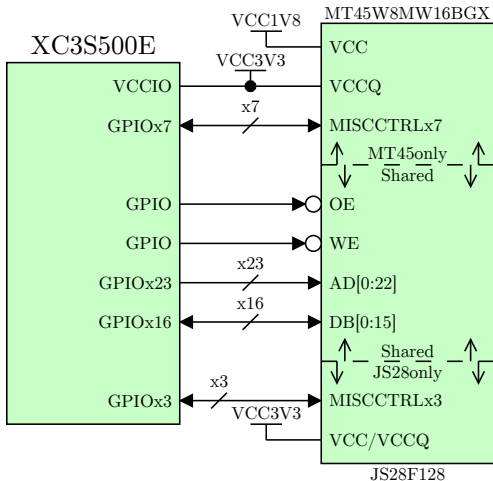 MT45W8MW16BGX
VCC1V8
XC3S500E
VCC
VCC3V3
VCCIO
VCCQ
x7
GPIOx7
MISCCTRLx7
MT45only
Shared
GPIO
OE
GPIO
WE
x23
GPIOx23
AD[0:22]
x16
GPIOx16
DB[0:15]
Shared
JS28only
x3
GPIOx3
MISCCTRLx3
VCC3V3
VCC/VCCQ
JS28F128